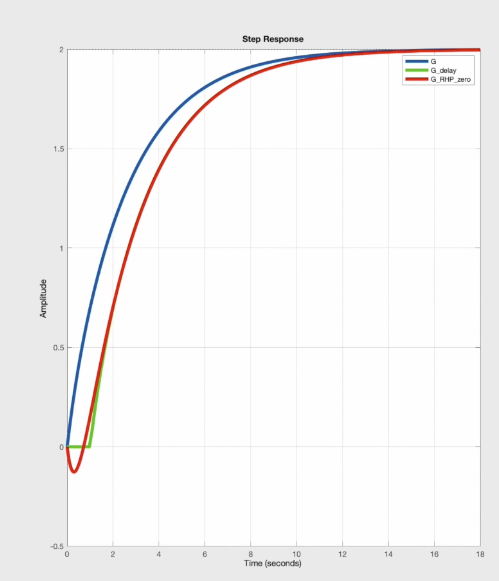 Step Response
G
G_delay
G_RHP_zero
2
1.5
1
0.5
0
-0.5
Amplitude
0 2 4 6 8 10 12 14 16 18
Time (seconds)